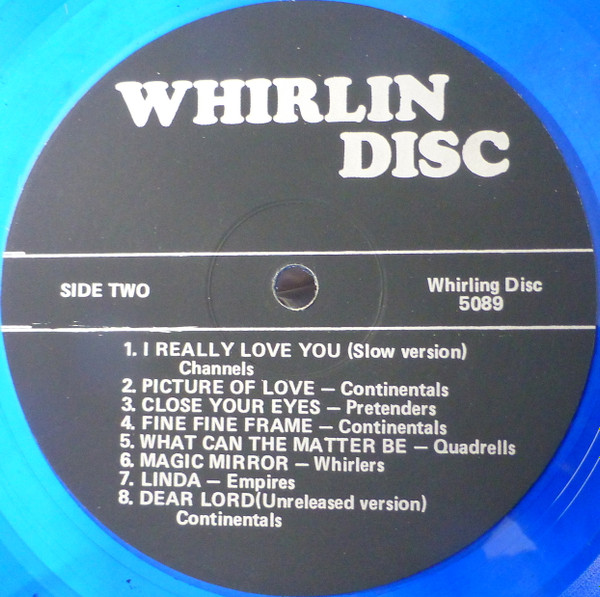 WHIRLIN
DISC
SIDE TWO
Whirling Disc
5089
1. I REALLY LOVE YOU (Slow version)
Channels
2. PICTURE OF LOVE — Continentals
3. CLOSE YOUR EYES — Pretenders
4. FINE FINE FRAME — Continentals
5. WHAT CAN THE MATTER BE — Quadrells
6. MAGIC MIRROR — Whirlers
7. LINDA — Empires
8. DEAR LORD(Unreleased version)
Continentals